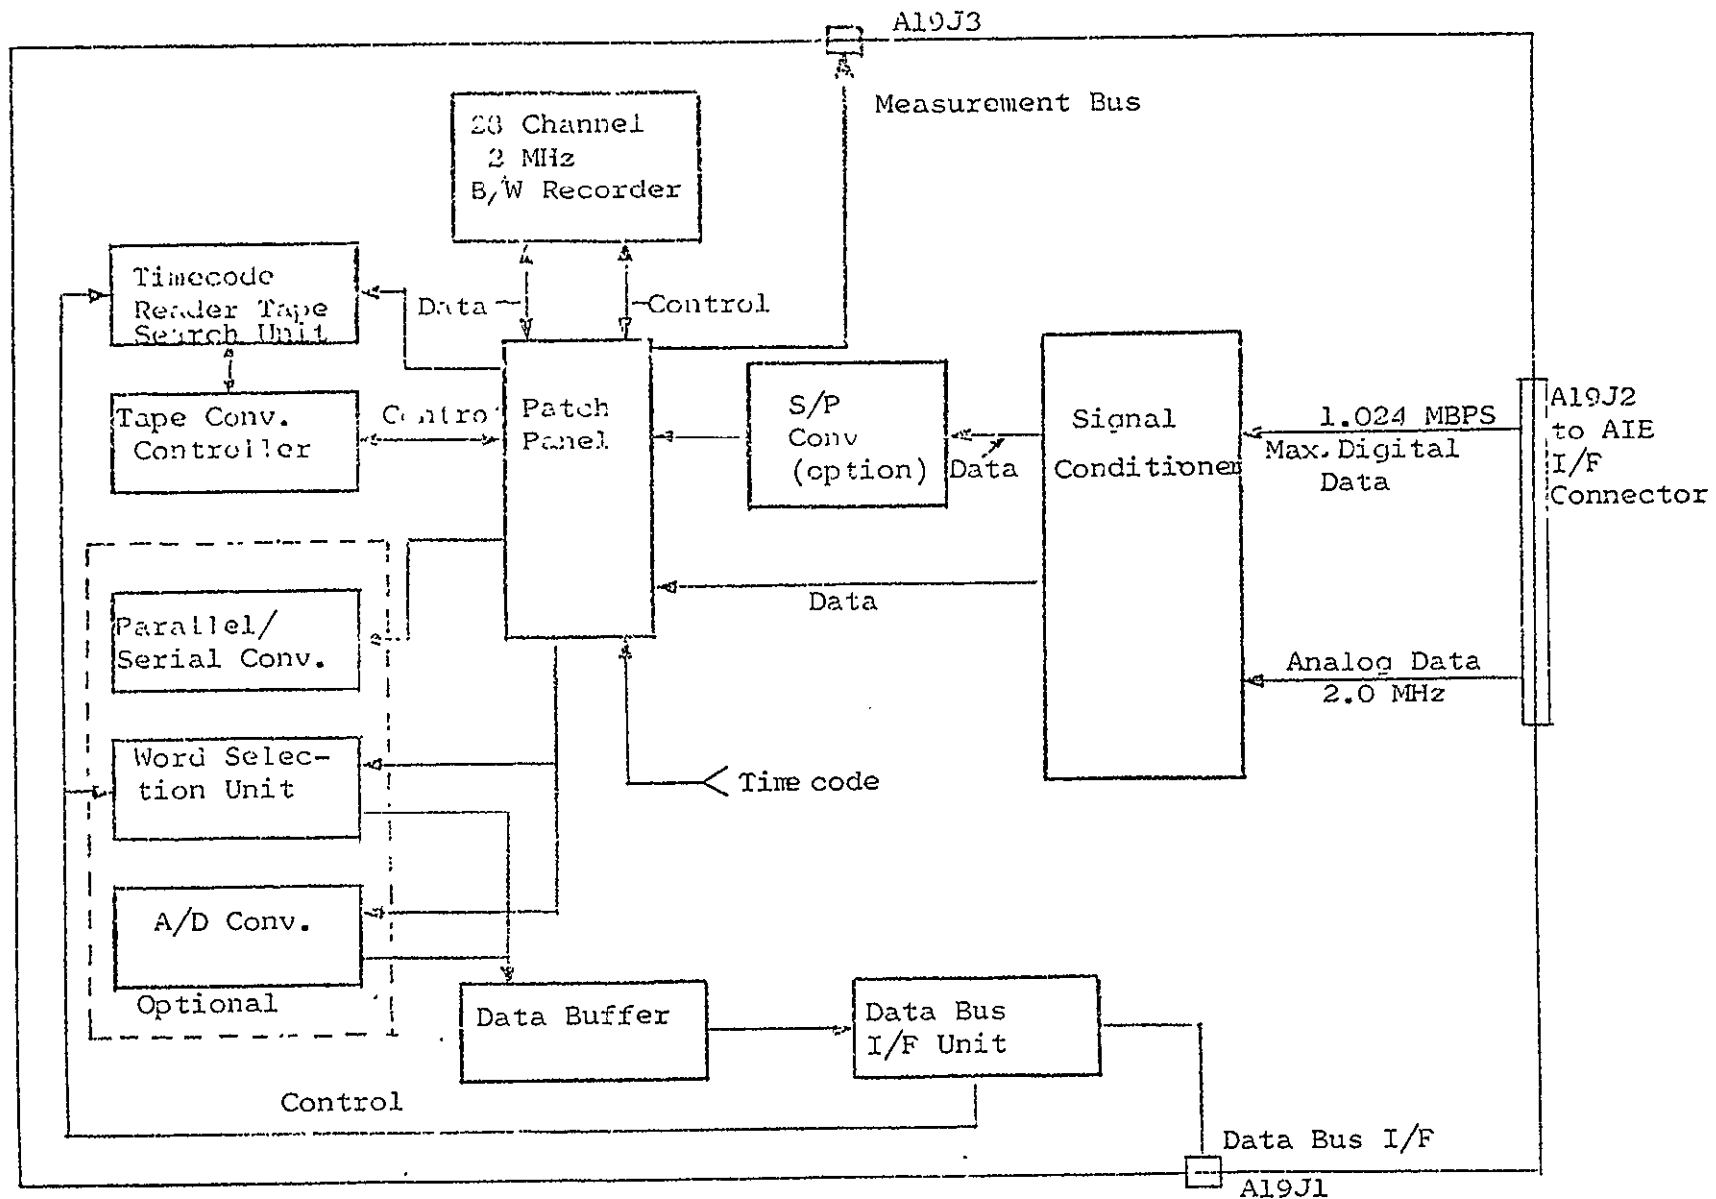 A19J3
Measurement Bus
28 Channel
2 MHz
B/W Recorder
Timecode
Reader Tape
Search Unit
Data
Control
Tape Conv.
Controller
Control
Patch
Panel
S/P
Conv
(option)
Data
Signal
Conditioner
1.024 MBPS
Max. Digital
Data
A19J2
to AIE
I/F
Connector
Data
Analog Data
2.0 MHz
Parallel/
Serial Conv.
Word Selec-
tion Unit
Time code
A/D Conv.
Optional
Data Buffer
Data Bus
I/F Unit
Control
Data Bus I/F
A19J1